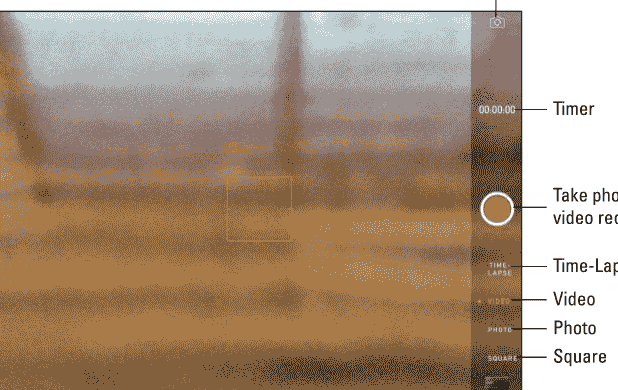 00:00:00
Timer
Take pho
video rec
TIME-
LAPSE
Time-Lap
VIDEO
Video
PHOTO
Photo
SQUARE
Square